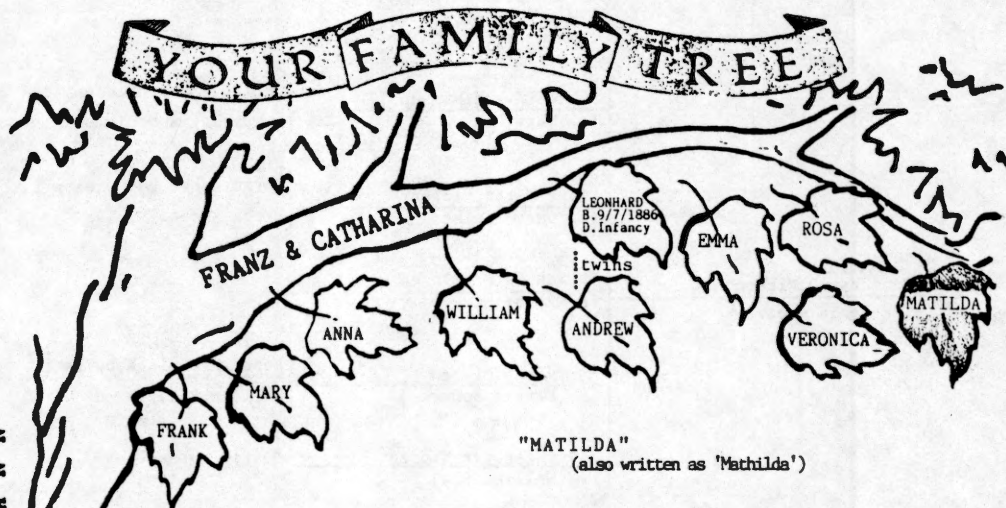 YOUR FAMILY TREE
FRANZ & CATHARINA
LEONHARD
B.9/7/1886
D.Infancy
twins
EMMA
ROSA
ANNA
WILLIAM
ANDREW
VERONICA
MATILDA
MARY
FRANK
"MATILDA"
(also written as 'Mathilda')